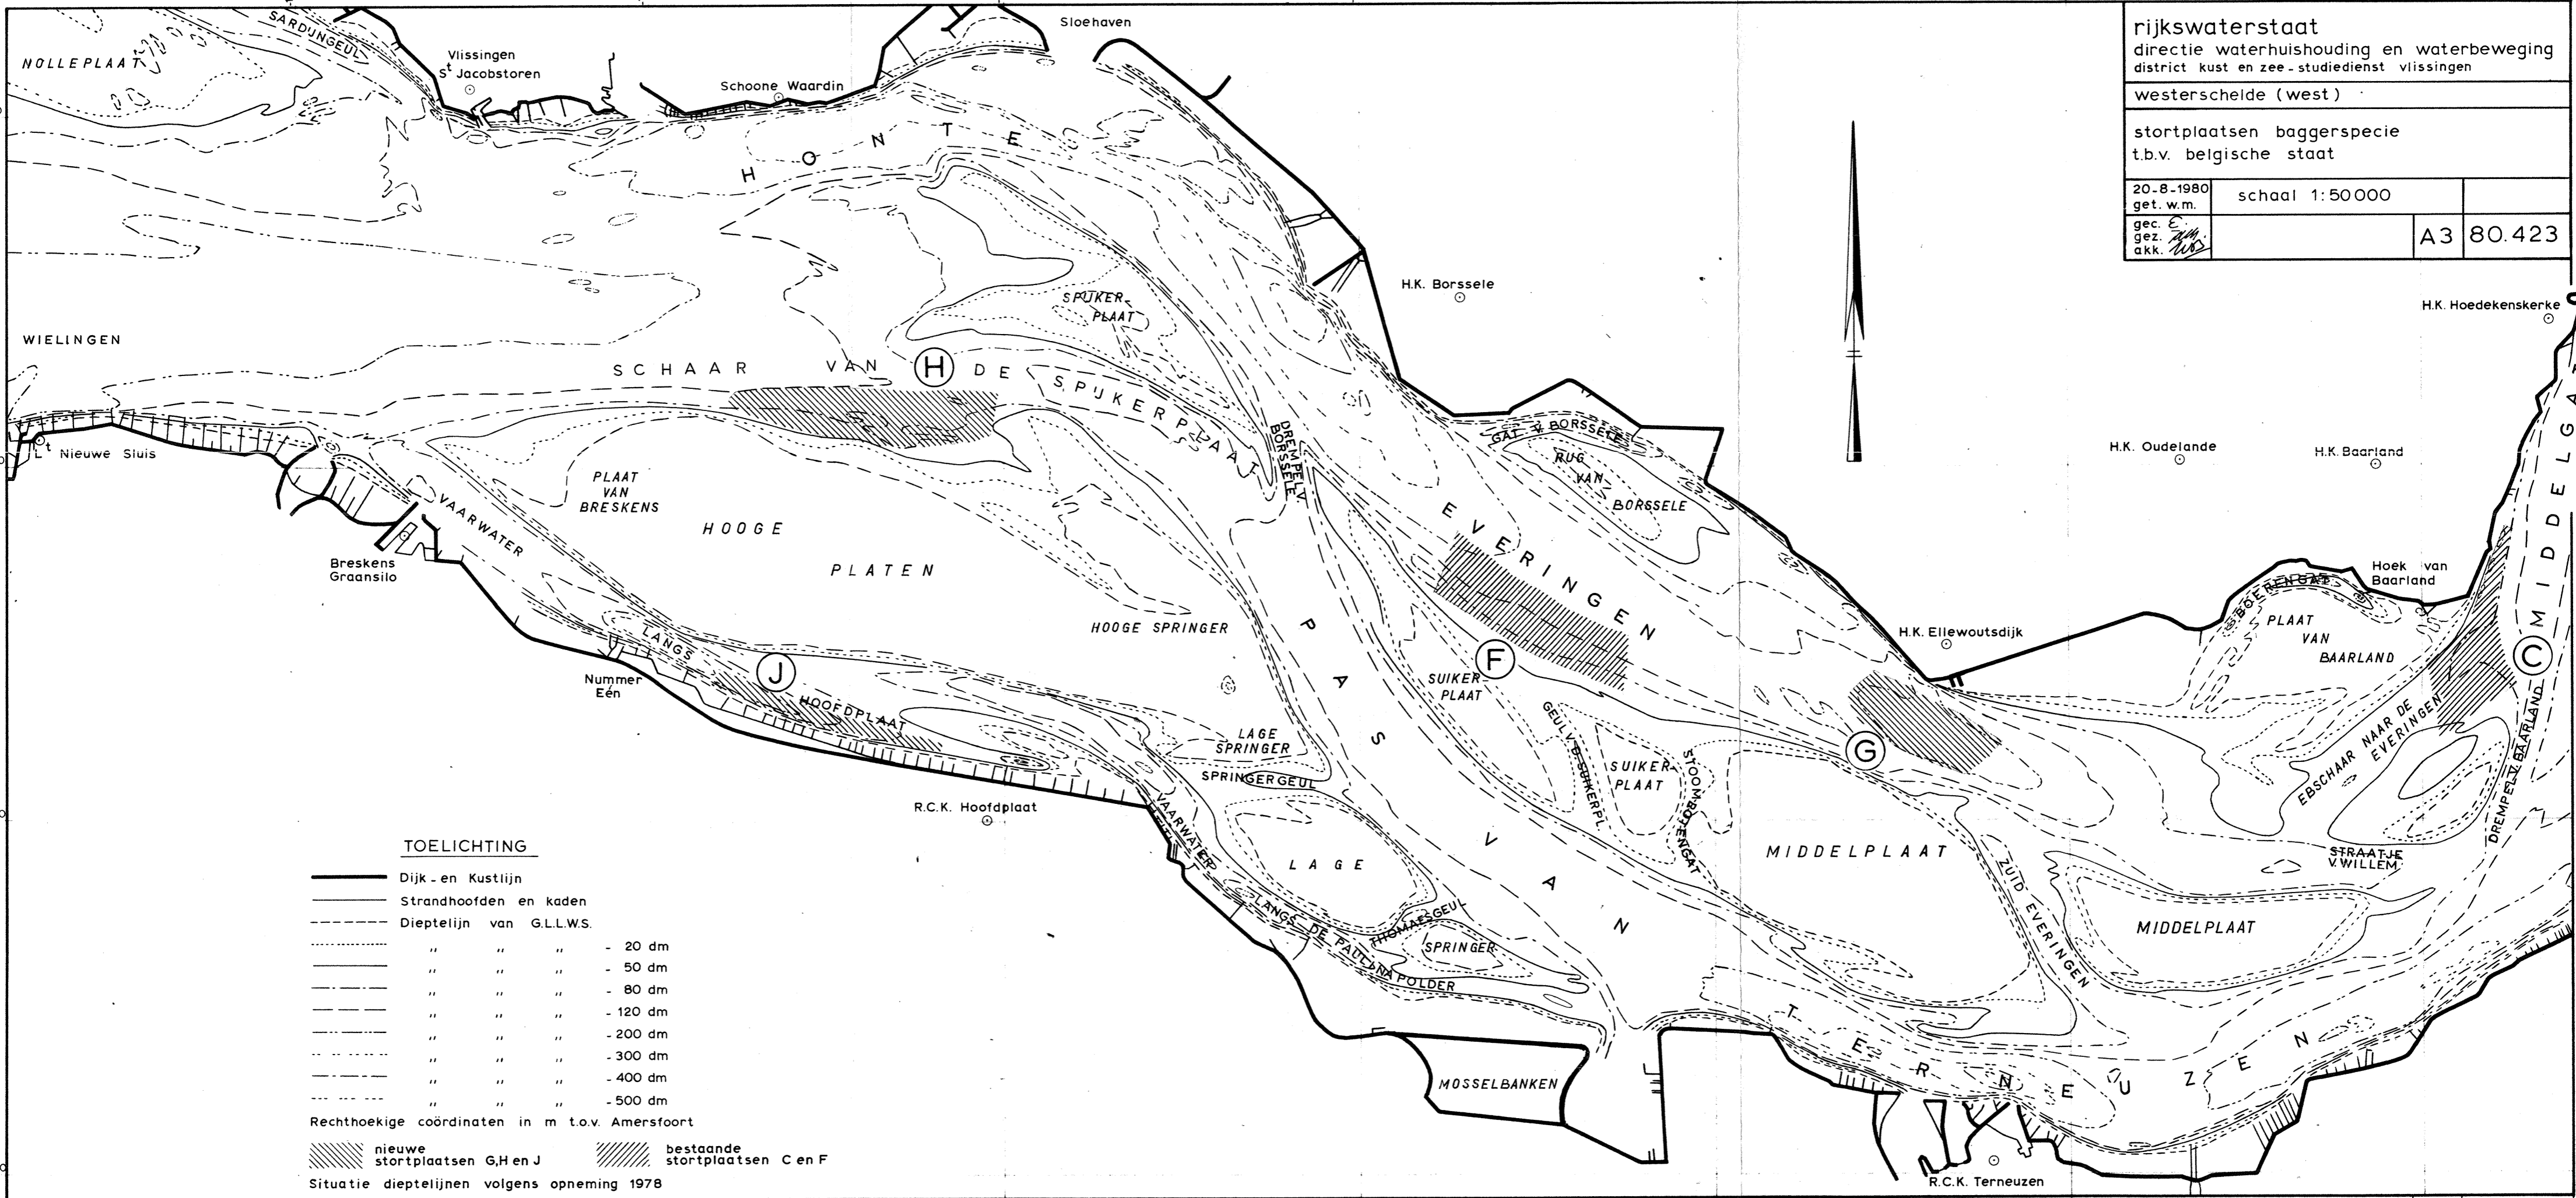 rijkswaterstaat
directie waterhuishouding en waterbeweging
district kust en zee - studiedienst vlissingen
westerschelde (west)
stortplaatsen baggerspecie
t.b.v. belgische staat
20-8-1980
get. w.m.
schaal 1:50000
gec.
gez.
akk.
A3
80.423
Sloehaven
SARDIJNGEUL
NOLLEPLAAT
Vlissingen
St Jacobstoren
Schoone Waardin
HONTE
H.K. Borssele
H.K. Hoedekenskerke
SPIJKER-
PLAAT
WIELINGEN
SCHAAR VAN DE SPIJKERPLAAT
H
Lt Nieuwe Sluis
DREMPEL V.
BORSSELE
GAT V. BORSSELE
RUG
VAN
BORSSELE
H.K. Oudelande
H.K. Baarland
MIDDELGAT
PLAAT
VAN
BRESKENS
VAARWATER
HOOGE
PLATEN
Breskens
Graansilo
EVERINGEN
Hoek van
Baarland
BOERENGAT
PLAAT
VAN
BAARLAND
HOOGE SPRINGER
LANGS
HOOFDPLAAT
J
Nummer
Eén
PAS VAN TERNEUZEN
F
SUIKER-
PLAAT
H.K. Ellewoutsdijk
C
G
GEUL V. D. SUIKERPL.
SUIKER-
PLAAT
STOOMBOTENGAT
EBSCHAAR NAAR DE
EVERINGEN
DREMPEL V. BAARLAND
LAGE
SPRINGER
SPRINGERGEUL
R.C.K. Hoofdplaat
VAARWATER
LANGS DE PAULINAPOLDER
LAGE
THOMAESGEUL
SPRINGER
MIDDELPLAAT
ZUID EVERINGEN
STRAATJE
V. WILLEM
MIDDELPLAAT
MOSSELBANKEN
R.C.K. Terneuzen
TOELICHTING
Dijk - en Kustlijn
Strandhoofden en kaden
Dieptelijn van G.L.L.W.S.
,, ,, ,, - 20 dm
,, ,, ,, - 50 dm
,, ,, ,, - 80 dm
,, ,, ,, - 120 dm
,, ,, ,, - 200 dm
,, ,, ,, - 300 dm
,, ,, ,, - 400 dm
,, ,, ,, - 500 dm
Rechthoekige coördinaten in m t.o.v. Amersfoort
nieuwe
stortplaatsen G,H en J
bestaande
stortplaatsen C en F
Situatie dieptelijnen volgens opneming 1978